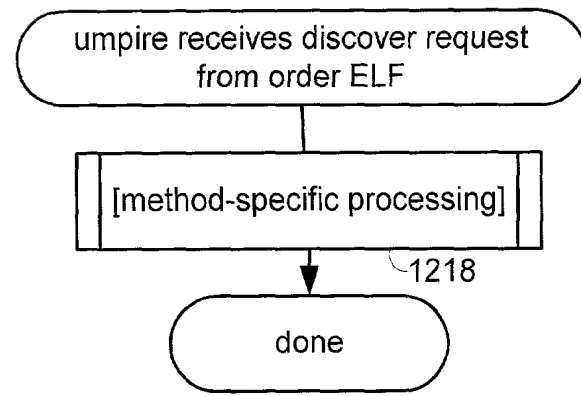 umpire receives discover request
from order ELF
[method-specific processing]
1218
done